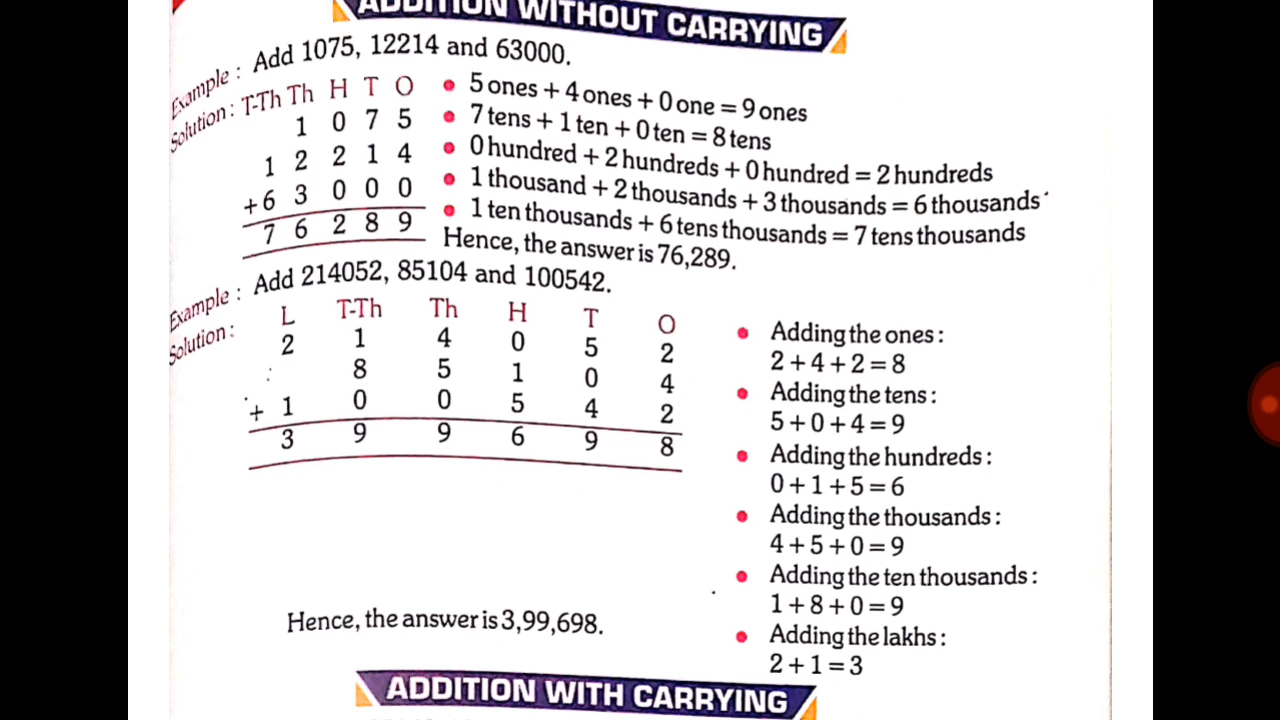 ADDITION WITHOUT CARRYING
Example : Add 1075, 12214 and 63000.
Solution : T-Th Th H T O
1 0 7 5
1 2 2 1 4
+6 3 0 0 0
7 6 2 8 9
• 5 ones + 4 ones + 0 one = 9 ones
• 7 tens + 1 ten + 0 ten = 8 tens
• 0 hundred + 2 hundreds + 0 hundred = 2 hundreds
• 1 thousand + 2 thousands + 3 thousands = 6 thousands
• 1 ten thousands + 6 tens thousands = 7 tens thousands
Hence, the answer is 76,289.
Example : Add 214052, 85104 and 100542.
Solution : L T-Th Th H T O
2 1 4 0 5 2
8 5 1 0 4
+ 1 0 0 5 4 2
3 9 9 6 9 8
• Adding the ones :
2 + 4 + 2 = 8
• Adding the tens :
5 + 0 + 4 = 9
• Adding the hundreds :
0 + 1 + 5 = 6
• Adding the thousands :
4 + 5 + 0 = 9
• Adding the ten thousands :
1 + 8 + 0 = 9
• Adding the lakhs :
2 + 1 = 3
Hence, the answer is 3,99,698.
ADDITION WITH CARRYING